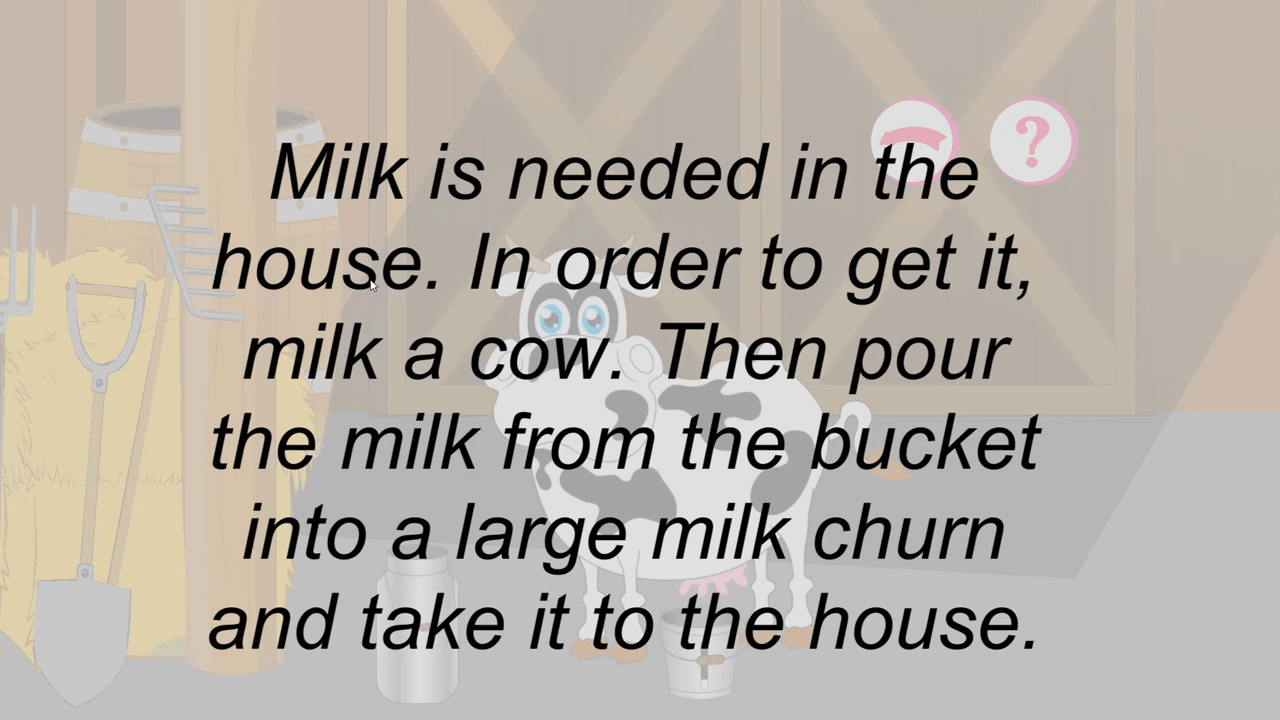 ?
Milk is needed in the
house. In order to get it,
milk a cow. Then pour
the milk from the bucket
into a large milk churn
and take it to the house.